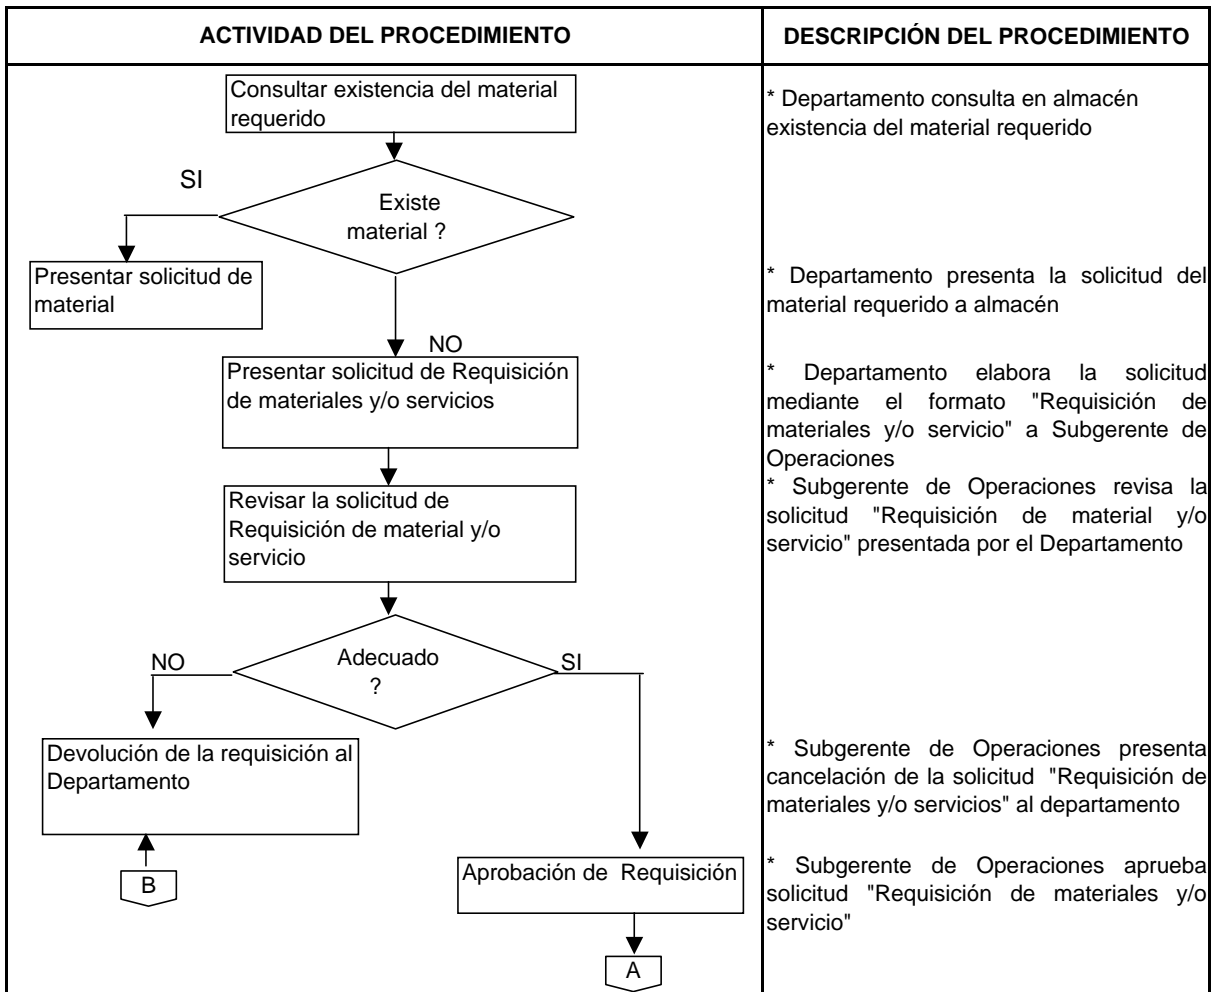 ACTIVIDAD DEL PROCEDIMIENTO
DESCRIPCIÓN DEL PROCEDIMIENTO
Consultar existencia del material
requerido
* Departamento consulta en almacén
existencia del material requerido
SI
Existe
material ?
Presentar solicitud de
material
* Departamento presenta la solicitud del
material requerido a almacén
NO
Presentar solicitud de Requisición
de materiales y/o servicios
* Departamento elabora la solicitud
mediante el formato "Requisición de
materiales y/o servicio" a Subgerente de
Operaciones
Revisar la solicitud de
Requisición de material y/o
servicio
* Subgerente de Operaciones revisa la
solicitud "Requisición de material y/o
servicio" presentada por el Departamento
NO
Adecuado
?
SI
Devolución de la requisición al
Departamento
* Subgerente de Operaciones presenta
cancelación de la solicitud "Requisición de
materiales y/o servicios" al departamento
B
Aprobación de Requisición
* Subgerente de Operaciones aprueba
solicitud "Requisición de materiales y/o
servicio"
A